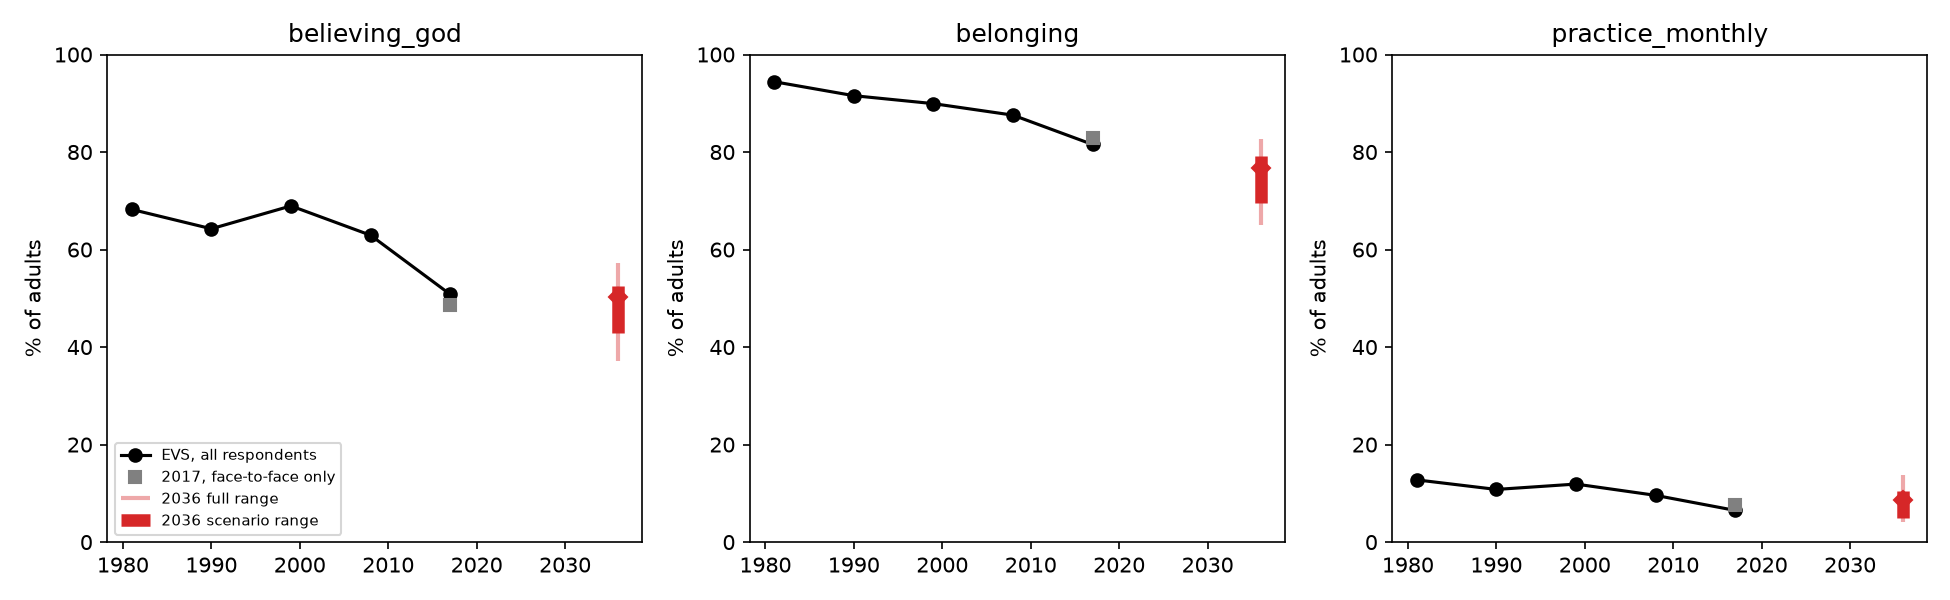 believing_god
% of adults
100
80
60
40
20
0
1980 1990 2000 2010 2020 2030
EVS, all respondents
2017, face-to-face only
2036 full range
2036 scenario range
belonging
% of adults
100
80
60
40
20
0
1980 1990 2000 2010 2020 2030
practice_monthly
% of adults
100
80
60
40
20
0
1980 1990 2000 2010 2020 2030